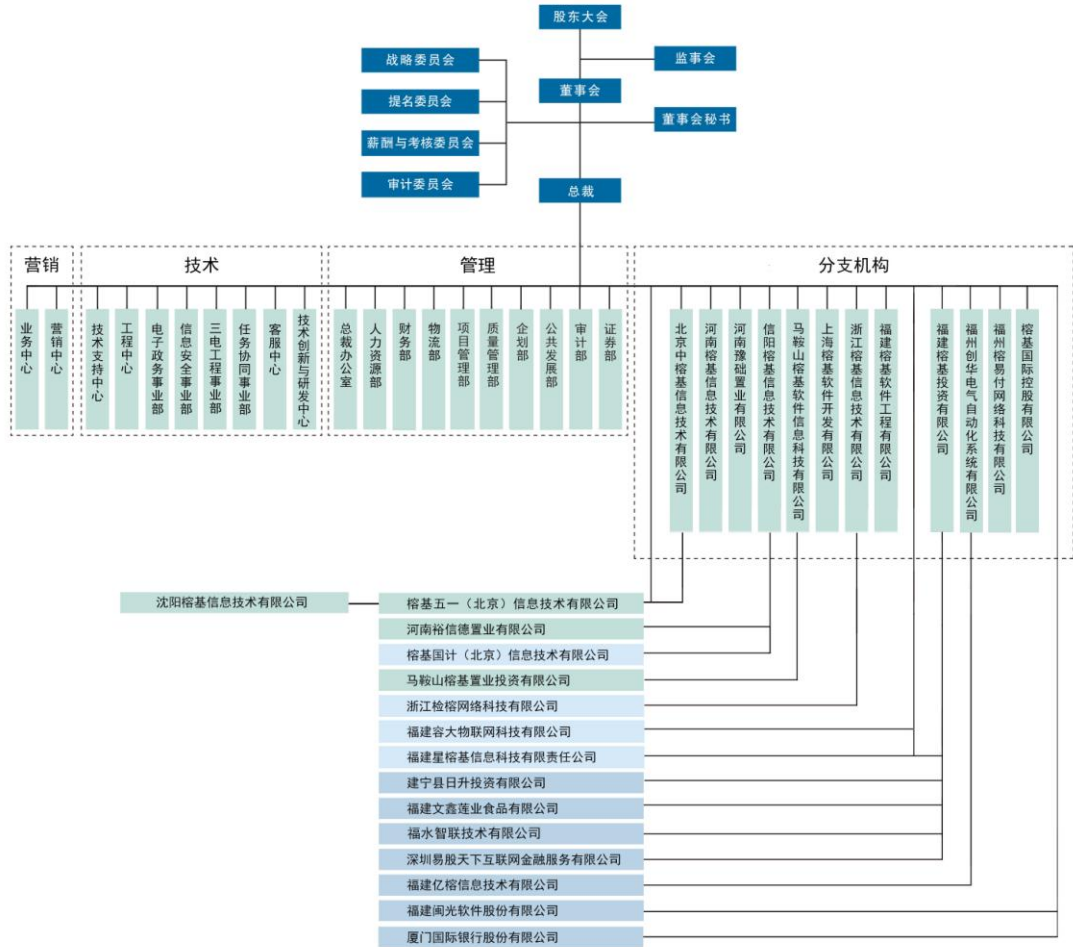 股东大会
监事会
战略委员会
董事会
提名委员会
董事会秘书
薪酬与考核委员会
审计委员会
总裁
营销
技术
管理
分支机构
业务中心
营销中心
技术支持中心
工程中心
电子政务事业部
信息安全事业部
三电工程事业部
任务协同事业部
客服中心
技术创新与研发中心
总裁办公室
人力资源部
财务部
物流部
项目管理部
质量管理部
企划部
公共发展部
审计部
证券部
北京中榕基信息技术有限公司
河南榕基信息技术有限公司
河南豫础置业有限公司
信阳榕基信息技术有限公司
马鞍山榕基软件信息科技有限公司
上海榕基软件开发有限公司
浙江榕基信息技术有限公司
福建榕基软件工程有限公司
福建榕基投资有限公司
福州创华电气自动化系统有限公司
福州榕易付网络科技有限公司
榕基国际控股有限公司
沈阳榕基信息技术有限公司
榕基五一（北京）信息技术有限公司
河南裕信德置业有限公司
榕基国计（北京）信息技术有限公司
马鞍山榕基置业投资有限公司
浙江检榕网络科技有限公司
福建容大物联网科技有限公司
福建星榕基信息科技有限责任公司
建宁县日升投资有限公司
福建文鑫莲业食品有限公司
福水智联技术有限公司
深圳易股天下互联网金融服务有限公司
福建亿榕信息技术有限公司
福建闽光软件股份有限公司
厦门国际银行股份有限公司